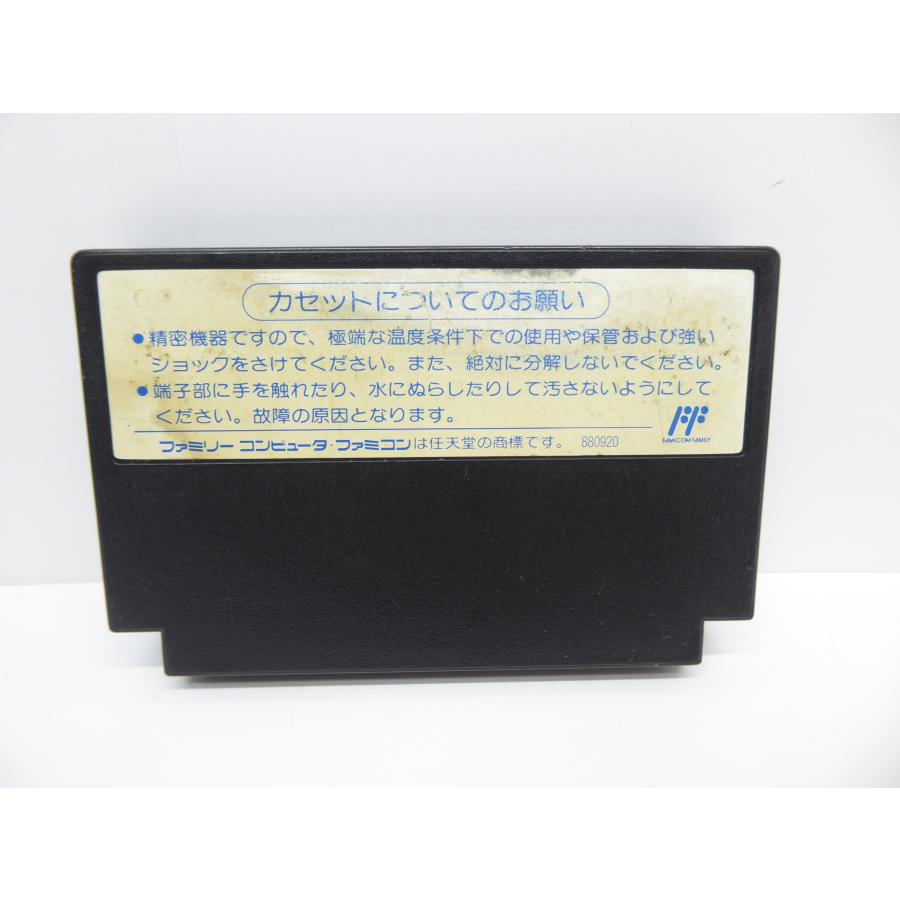 カセットについてのお願い
●精密機器ですので、極端な温度条件下での使用や保管および強い
ショックをさけてください。また、絶対に分解しないでください。
●端子部に手を触れたり、水にぬらしたりして汚さないようにして
ください。故障の原因となります。
FAMICOM FAMILY
ファミリー コンピュータ・ファミコンは任天堂の商標です。 880920